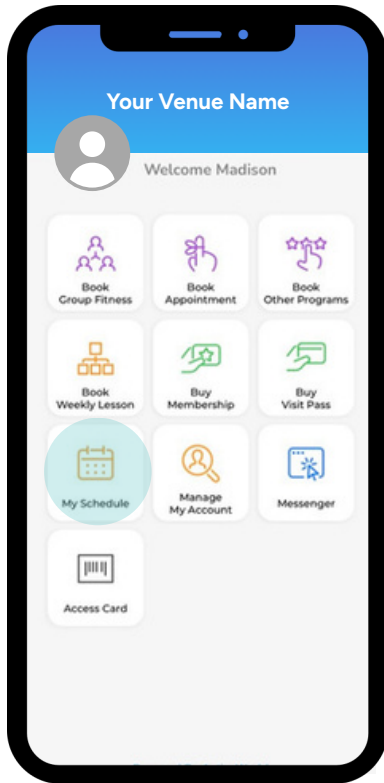 Your Venue Name
Welcome Madison
Book
Group Fitness
Book
Appointment
Book
Other Programs
Book
Weekly Lesson
Buy
Membership
Buy
Visit Pass
My Schedule
Manage
My Account
Messenger
Access Card